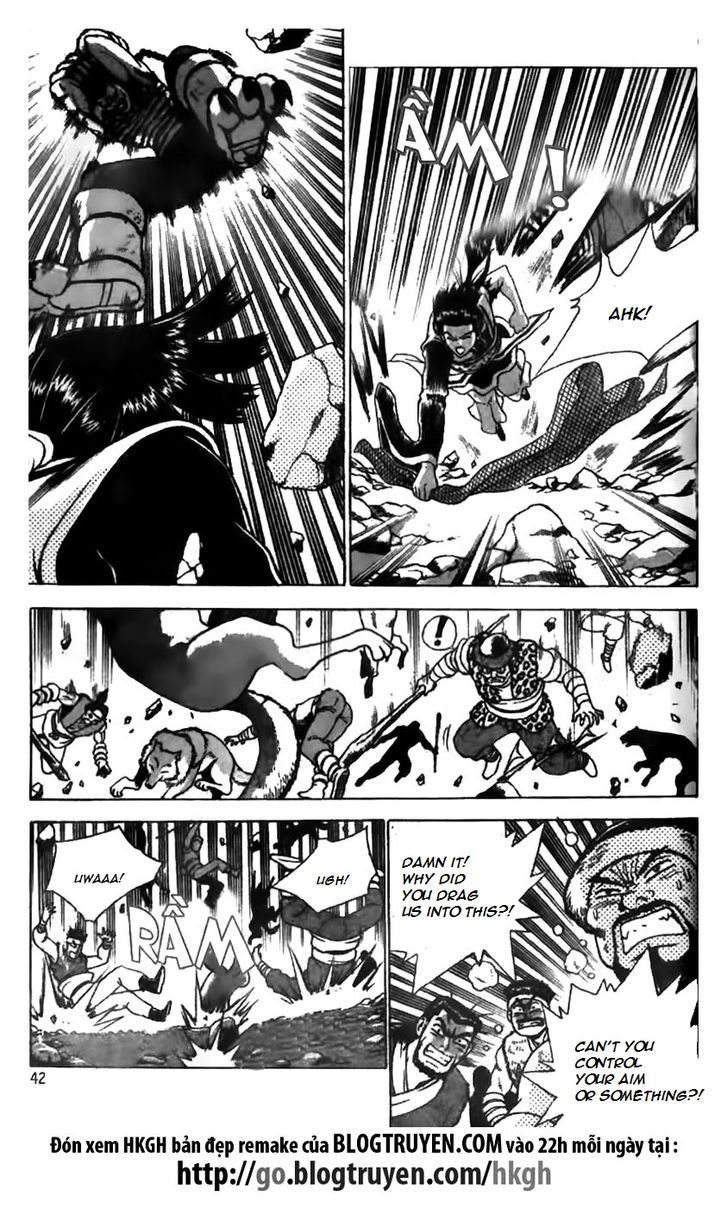 ẦM!
AHK!
!
UWAAA!
UGH!
RẦM
DAMN IT!
WHY DID
YOU DRAG
US INTO THIS?!
CAN'T YOU
CONTROL
YOUR AIM
OR SOMETHING?!
42
Đón xem HKGH bản đẹp remake của BLOGTRUYEN.COM vào 22h mỗi ngày tại :
http://go.blogtruyen.com/hkgh